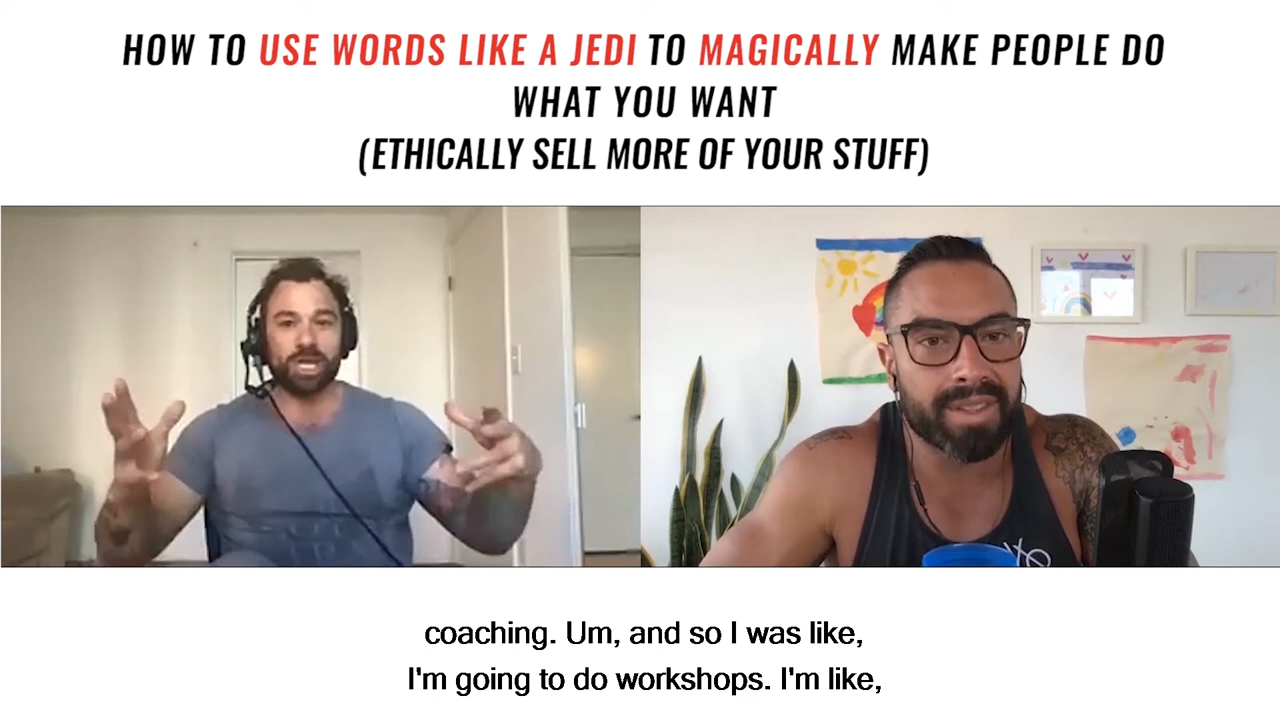 HOW TO USE WORDS LIKE A JEDI TO MAGICALLY MAKE PEOPLE DO
WHAT YOU WANT
(ETHICALLY SELL MORE OF YOUR STUFF)
coaching. Um, and so I was like,
I'm going to do workshops. I'm like,